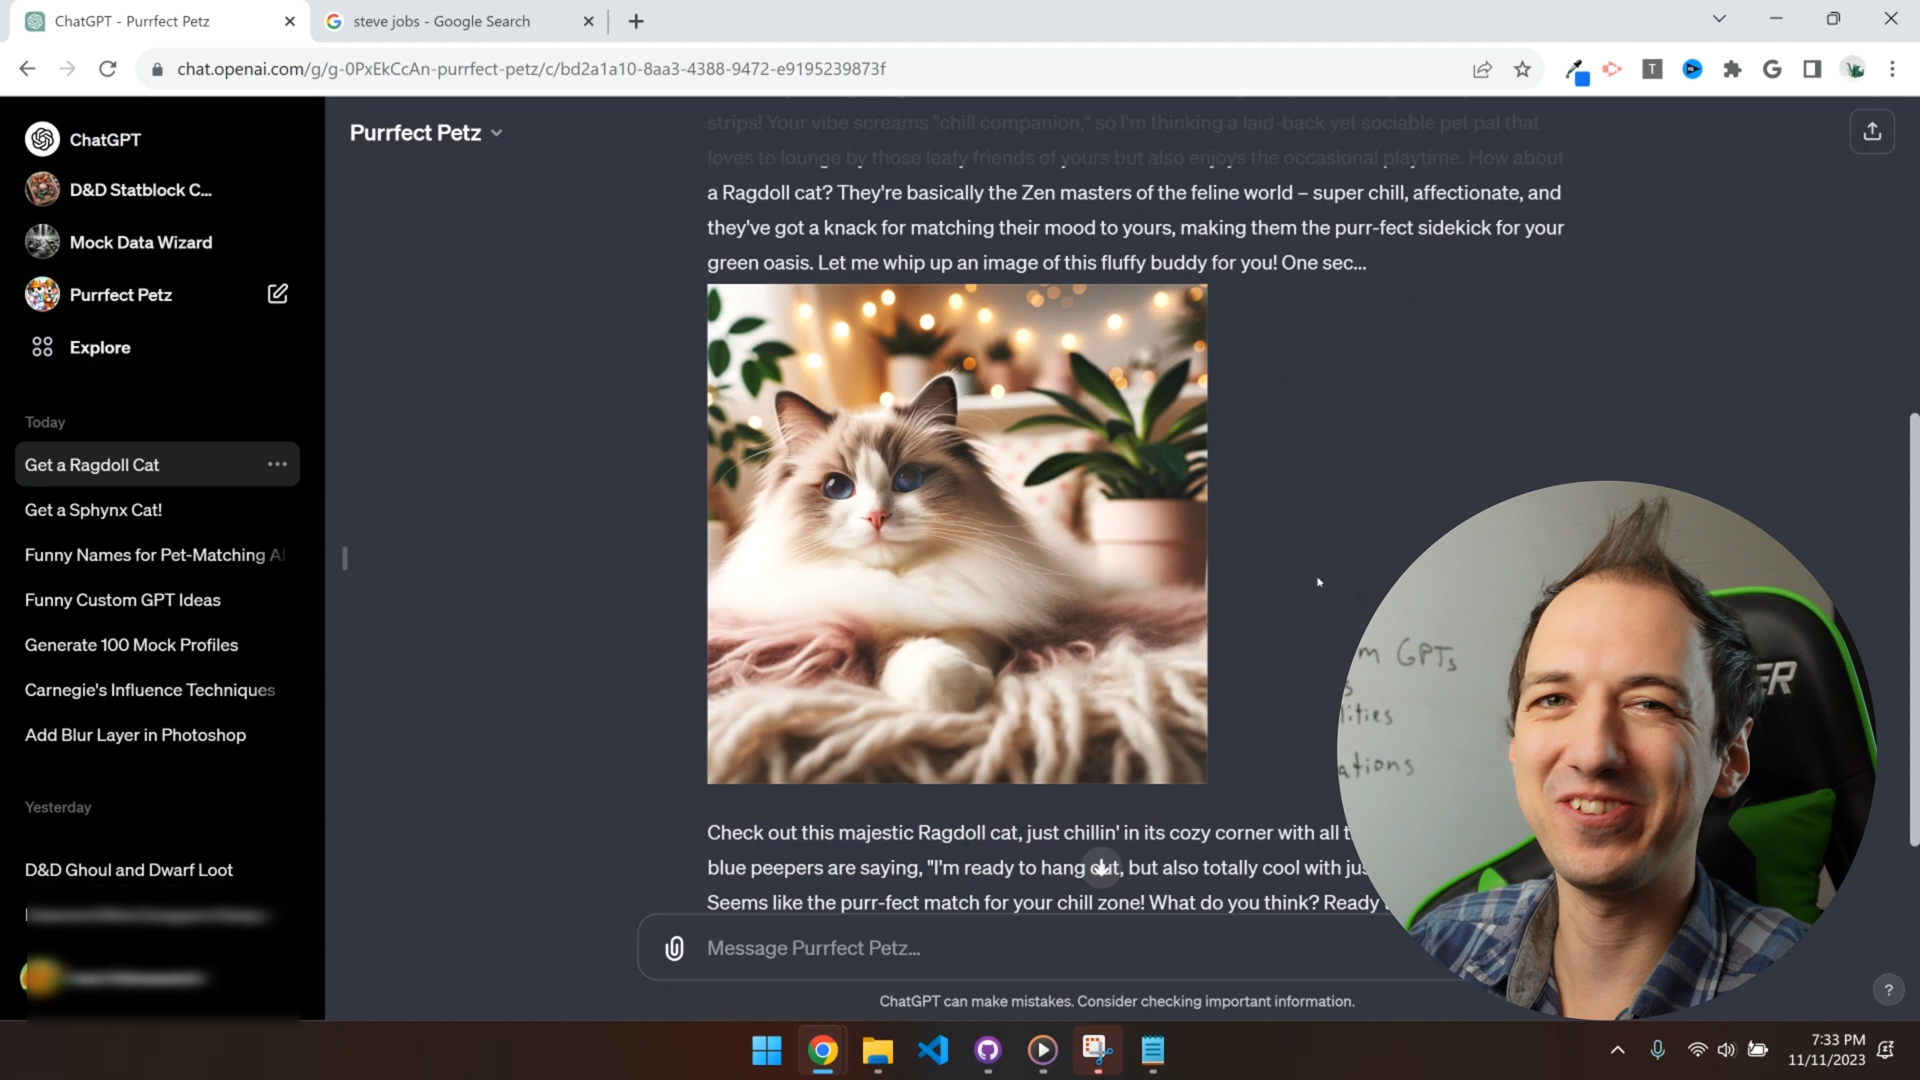 ChatGPT - Purrfect Petz
steve jobs - Google Search
chat.openai.com/g/g-0PxEkCcAn-purrfect-petz/c/bd2a1a10-8aa3-4388-9472-e9195239873f
ChatGPT
D&D Statblock C...
Mock Data Wizard
Purrfect Petz
Explore
Today
Get a Ragdoll Cat
Get a Sphynx Cat!
Funny Names for Pet-Matching AI
Funny Custom GPT Ideas
Generate 100 Mock Profiles
Carnegie's Influence Techniques
Add Blur Layer in Photoshop
Yesterday
D&D Ghoul and Dwarf Loot
Purrfect Petz
strips! Your vibe screams "chill companion," so I'm thinking a laid-back yet sociable pet pal that
loves to lounge by those leafy friends of yours but also enjoys the occasional playtime. How about
a Ragdoll cat? They're basically the Zen masters of the feline world – super chill, affectionate, and
they've got a knack for matching their mood to yours, making them the purr-fect sidekick for your
green oasis. Let me whip up an image of this fluffy buddy for you! One sec...
Check out this majestic Ragdoll cat, just chillin' in its cozy corner with all
blue peepers are saying, "I'm ready to hang out, but also totally cool with
Seems like the purr-fect match for your chill zone! What do you think? Ready
Message Purrfect Petz...
ChatGPT can make mistakes. Consider checking important information.
m GPTs
s
lities
ations
ER
?
7:33 PM
11/11/2023